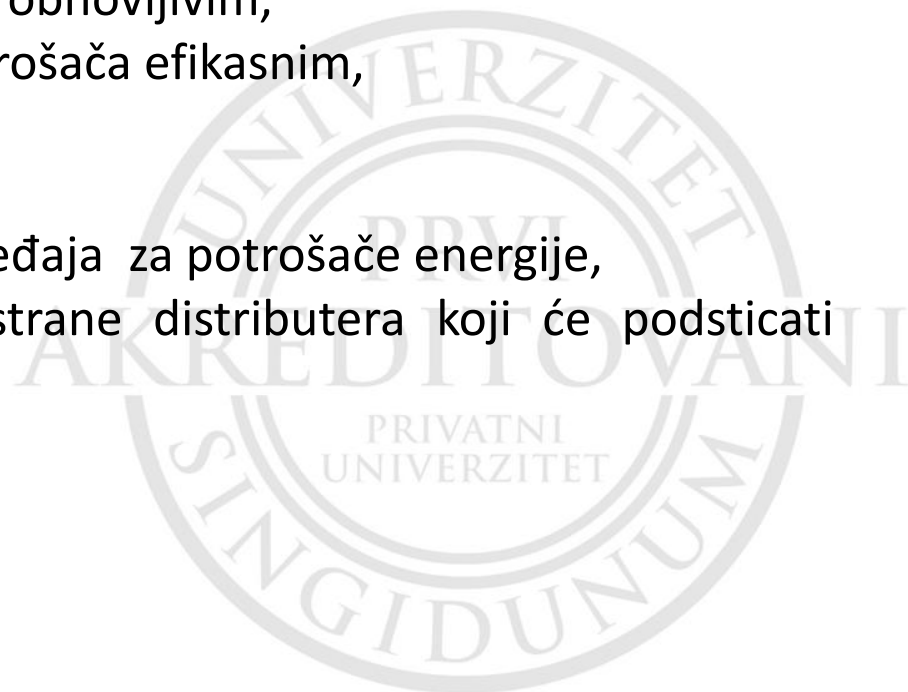 obnovljivim,
rošača efikasnim,
UNIVERZITET
PRVI
eđaja za potrošače energije,
strane distributera koji će podsticati
AKREDITOVANI
PRIVATNI
UNIVERZITET
SINGIDUNUM